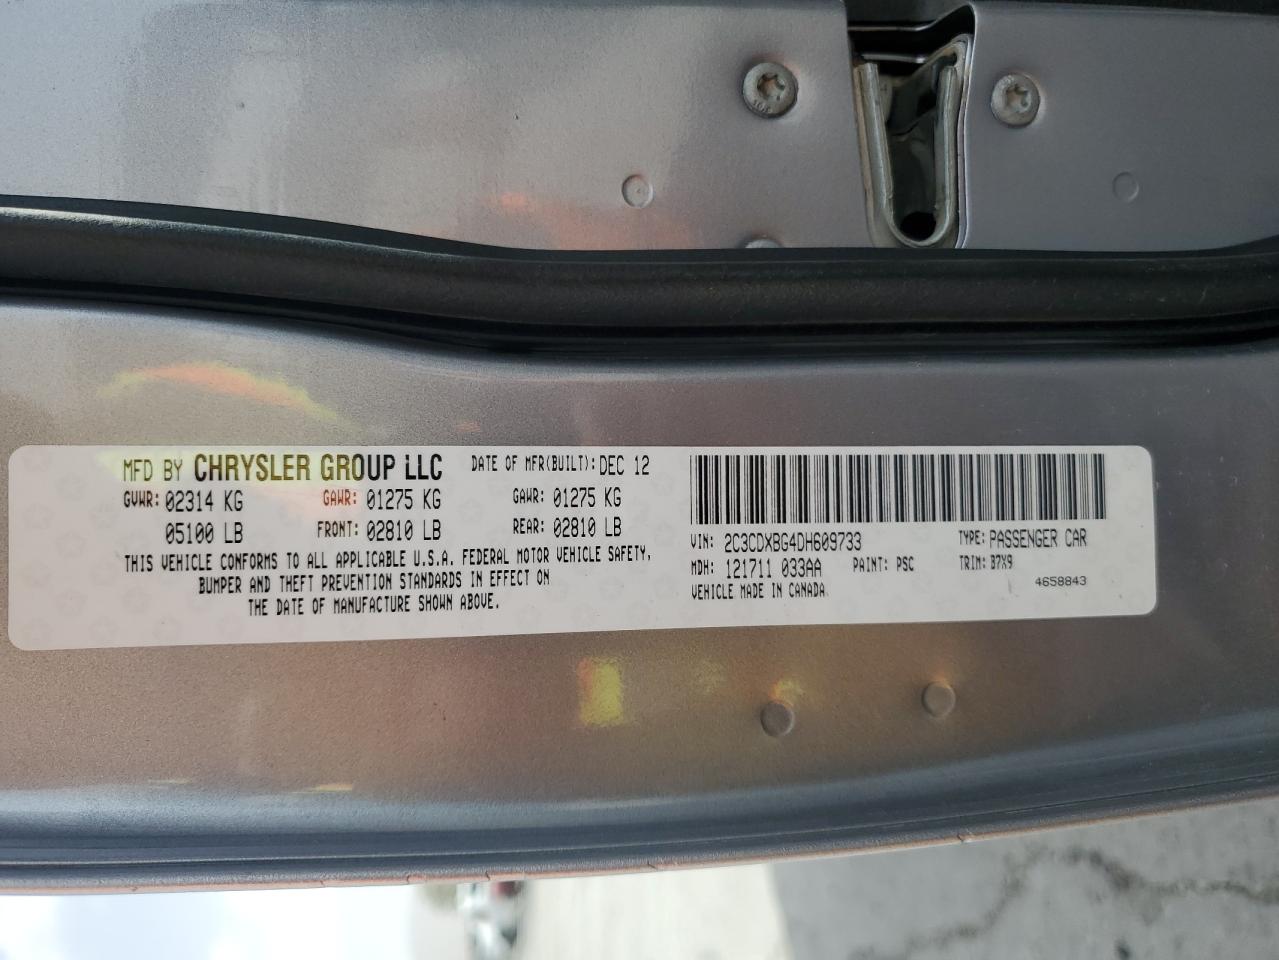 MFD BY CHRYSLER GROUP LLC DATE OF MFR(BUILT): DEC 12
GVWR: 02314 KG GAWR: 01275 KG GAWR: 01275 KG
05100 LB FRONT: 02810 LB REAR: 02810 LB
THIS VEHICLE CONFORMS TO ALL APPLICABLE U.S.A. FEDERAL MOTOR VEHICLE SAFETY,
BUMPER AND THEFT PREVENTION STANDARDS IN EFFECT ON
THE DATE OF MANUFACTURE SHOWN ABOVE.
VIN: 2C3CDXBG4DH609733 TYPE: PASSENGER CAR
MDH: 121711 033AA PAINT: PSC TRIM: B7X9
VEHICLE MADE IN CANADA 4658843